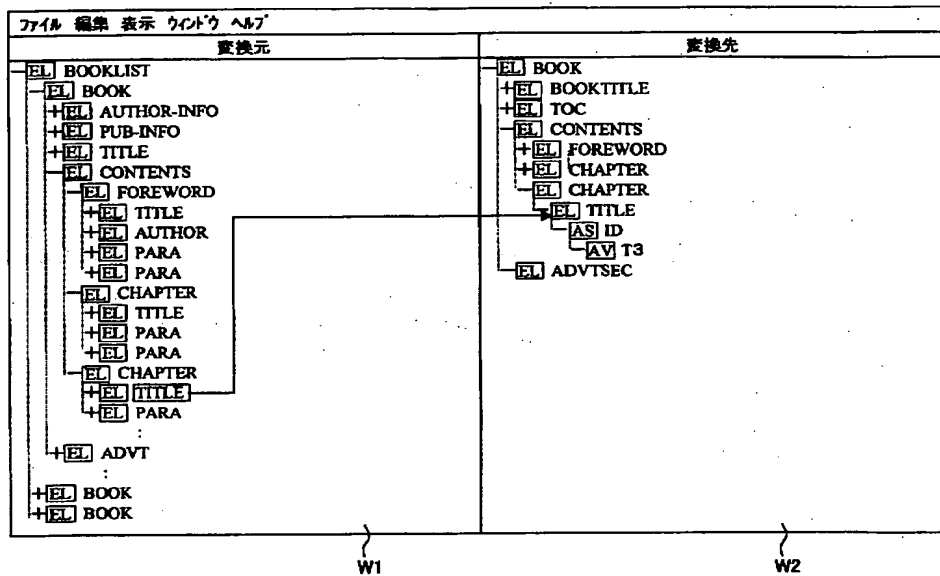 ファイル 編集 表示 ウィンドウ ヘルプ
変換元
EL BOOKLIST
EL BOOK
EL AUTHOR-INFO
EL PUB-INFO
EL TITLE
EL CONTENTS
EL FOREWORD
EL TITLE
EL AUTHOR
EL PARA
EL PARA
EL CHAPTER
EL TITLE
EL PARA
EL PARA
EL CHAPTER
EL TITLE
EL PARA
EL ADVT
EL BOOK
EL BOOK
W1
変換先
EL BOOK
EL BOOKTITLE
EL TOC
EL CONTENTS
EL FOREWORD
EL CHAPTER
EL CHAPTER
EL TITLE
AS ID
AV T3
EL ADVTSEC
W2